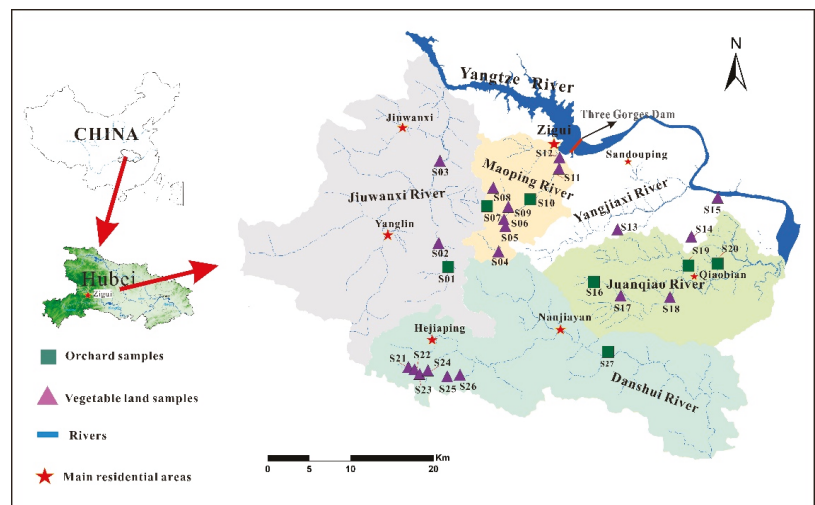 CHINA
Hubei
Zigui
Orchard samples
Vegetable land samples
Rivers
Main residential areas
N
Yangtze River
Three Gorges Dam
Jiuwanxi
Zigui
S12
Sandouping
S11
S03
Maoping River
Jiuwanxi River
S08
S10
Yangjiaxi River
S15
S07
S09
S06
S05
Yanglin
S13
S14
S02
S04
S19
S20
S01
Qiaobian
S16
Juanqiao River
S17
S18
Hejiaping
Nanjiayan
S21
S22
S24
S23
S25
S26
S27
Danshui River
0 5 10 20
Km